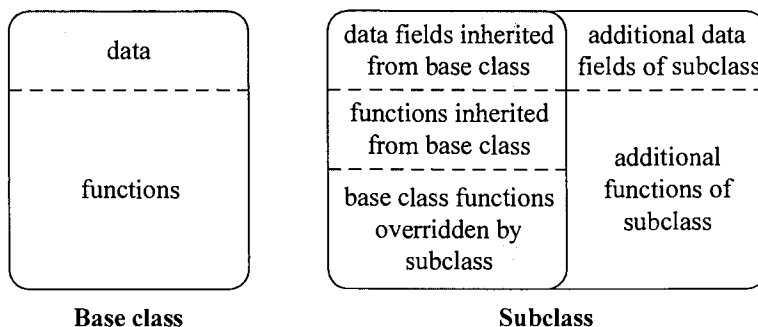 data
functions
Base class
data fields inherited
from base class
functions inherited
from base class
base class functions
overridden by
subclass
additional data
fields of subclass
additional
functions of
subclass
Subclass